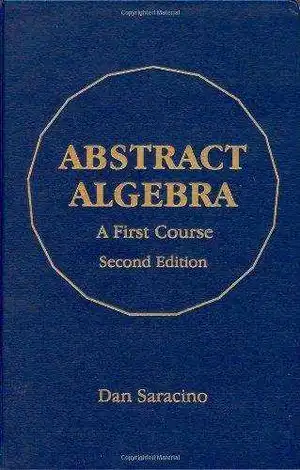 ABSTRACT
ALGEBRA
A First Course
Second Edition
Dan Saracino